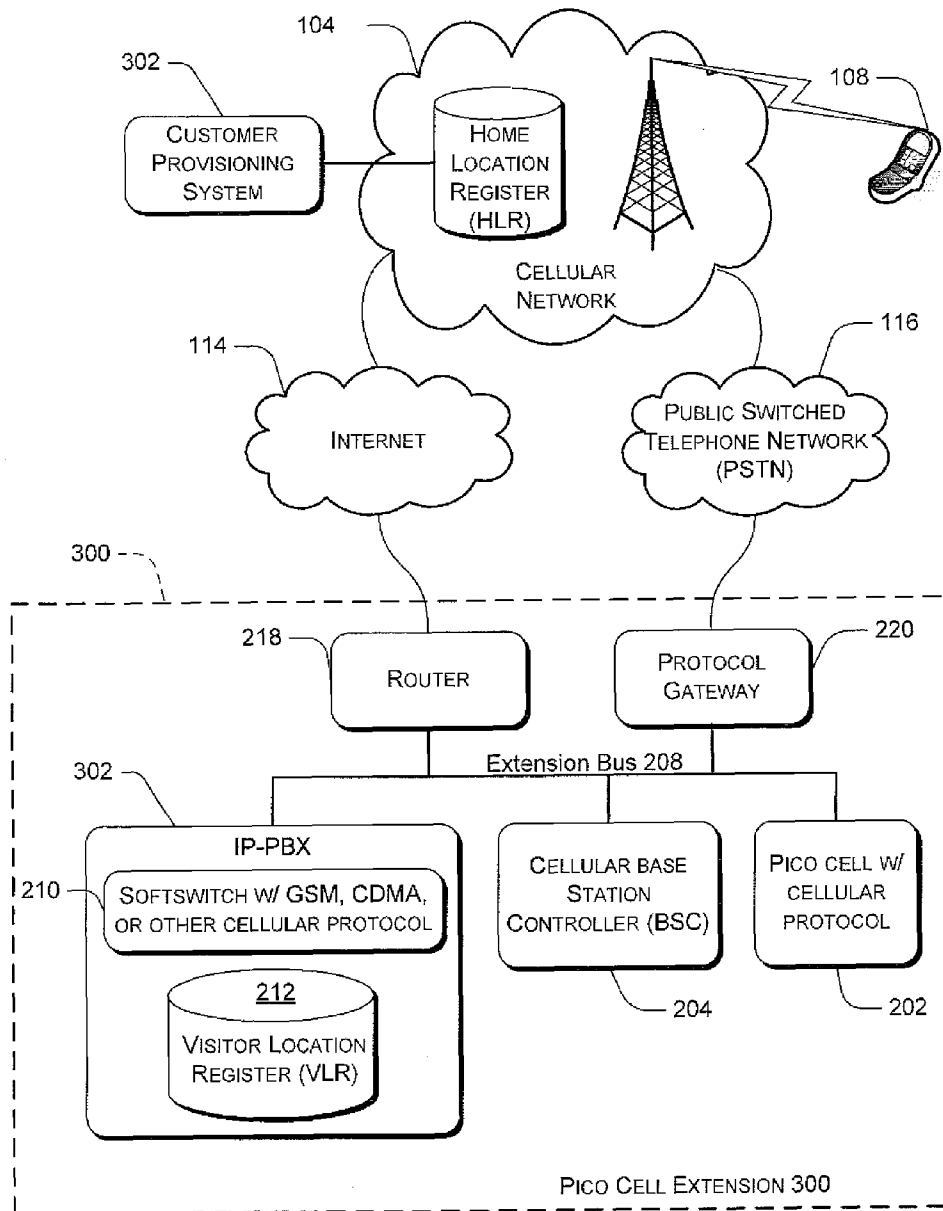 104
302
108
CUSTOMER
PROVISIONING
SYSTEM
HOME
LOCATION
REGISTER
(HLR)
CELLULAR
NETWORK
114
116
INTERNET
PUBLIC SWITCHED
TELEPHONE NETWORK
(PSTN)
300
218
220
ROUTER
PROTOCOL
GATEWAY
Extension Bus 208
302
IP-PBX
210
SOFTSWITCH W/ GSM, CDMA,
OR OTHER CELLULAR PROTOCOL
212
VISITOR LOCATION
REGISTER (VLR)
CELLULAR BASE
STATION
CONTROLLER (BSC)
204
PICO CELL W/
CELLULAR
PROTOCOL
202
PICO CELL EXTENSION 300